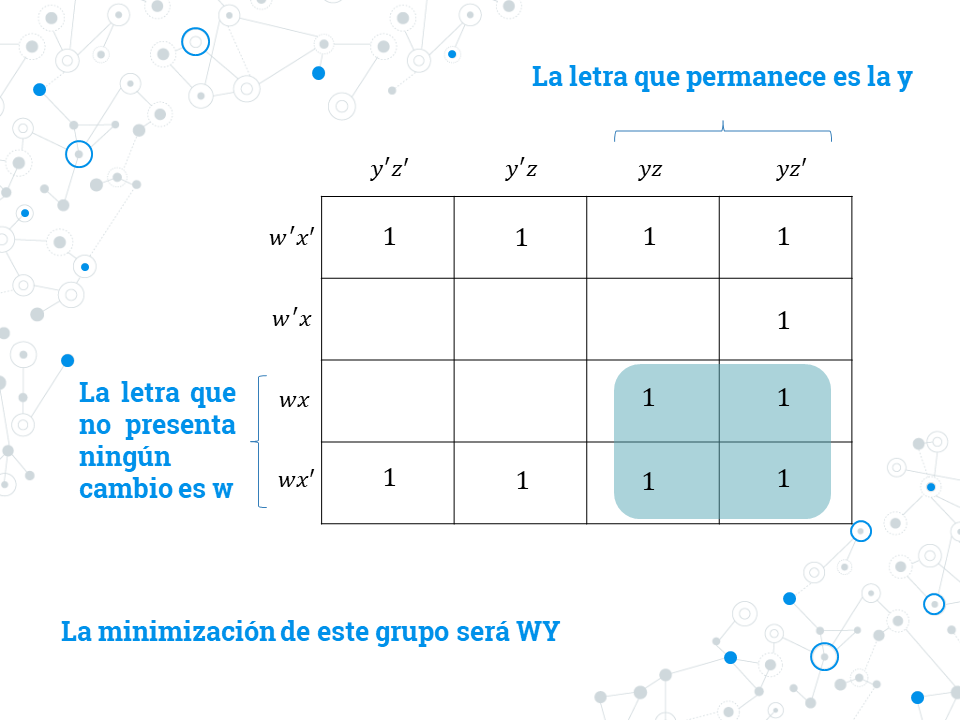 La letra que permanece es la y
y′z′ y′z yz yz′
w′x′ 1 1 1 1
w′x 1
wx 1 1
wx′ 1 1 1 1
La letra que
no presenta
ningún
cambio es w
La minimización de este grupo será WY